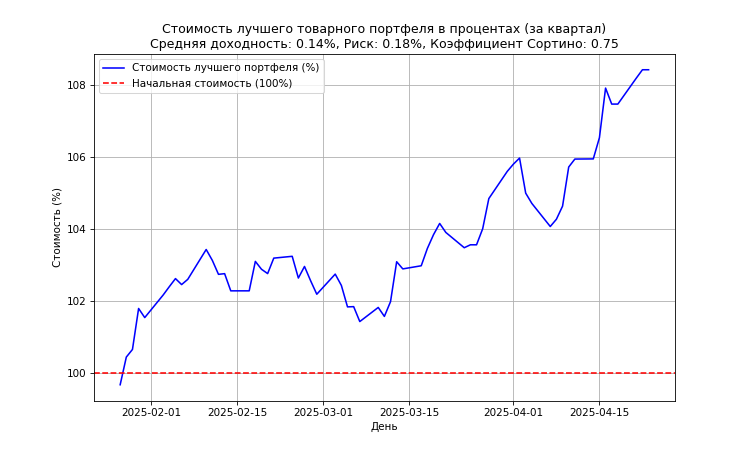 Стоимость лучшего товарного портфеля в процентах (за квартал)
Средняя доходность: 0.14%, Риск: 0.18%, Коэффициент Сортино: 0.75
Стоимость лучшего портфеля (%)
Начальная стоимость (100%)
Стоимость (%)
108
106
104
102
100
2025-02-01
2025-02-15
2025-03-01
2025-03-15
2025-04-01
2025-04-15
День